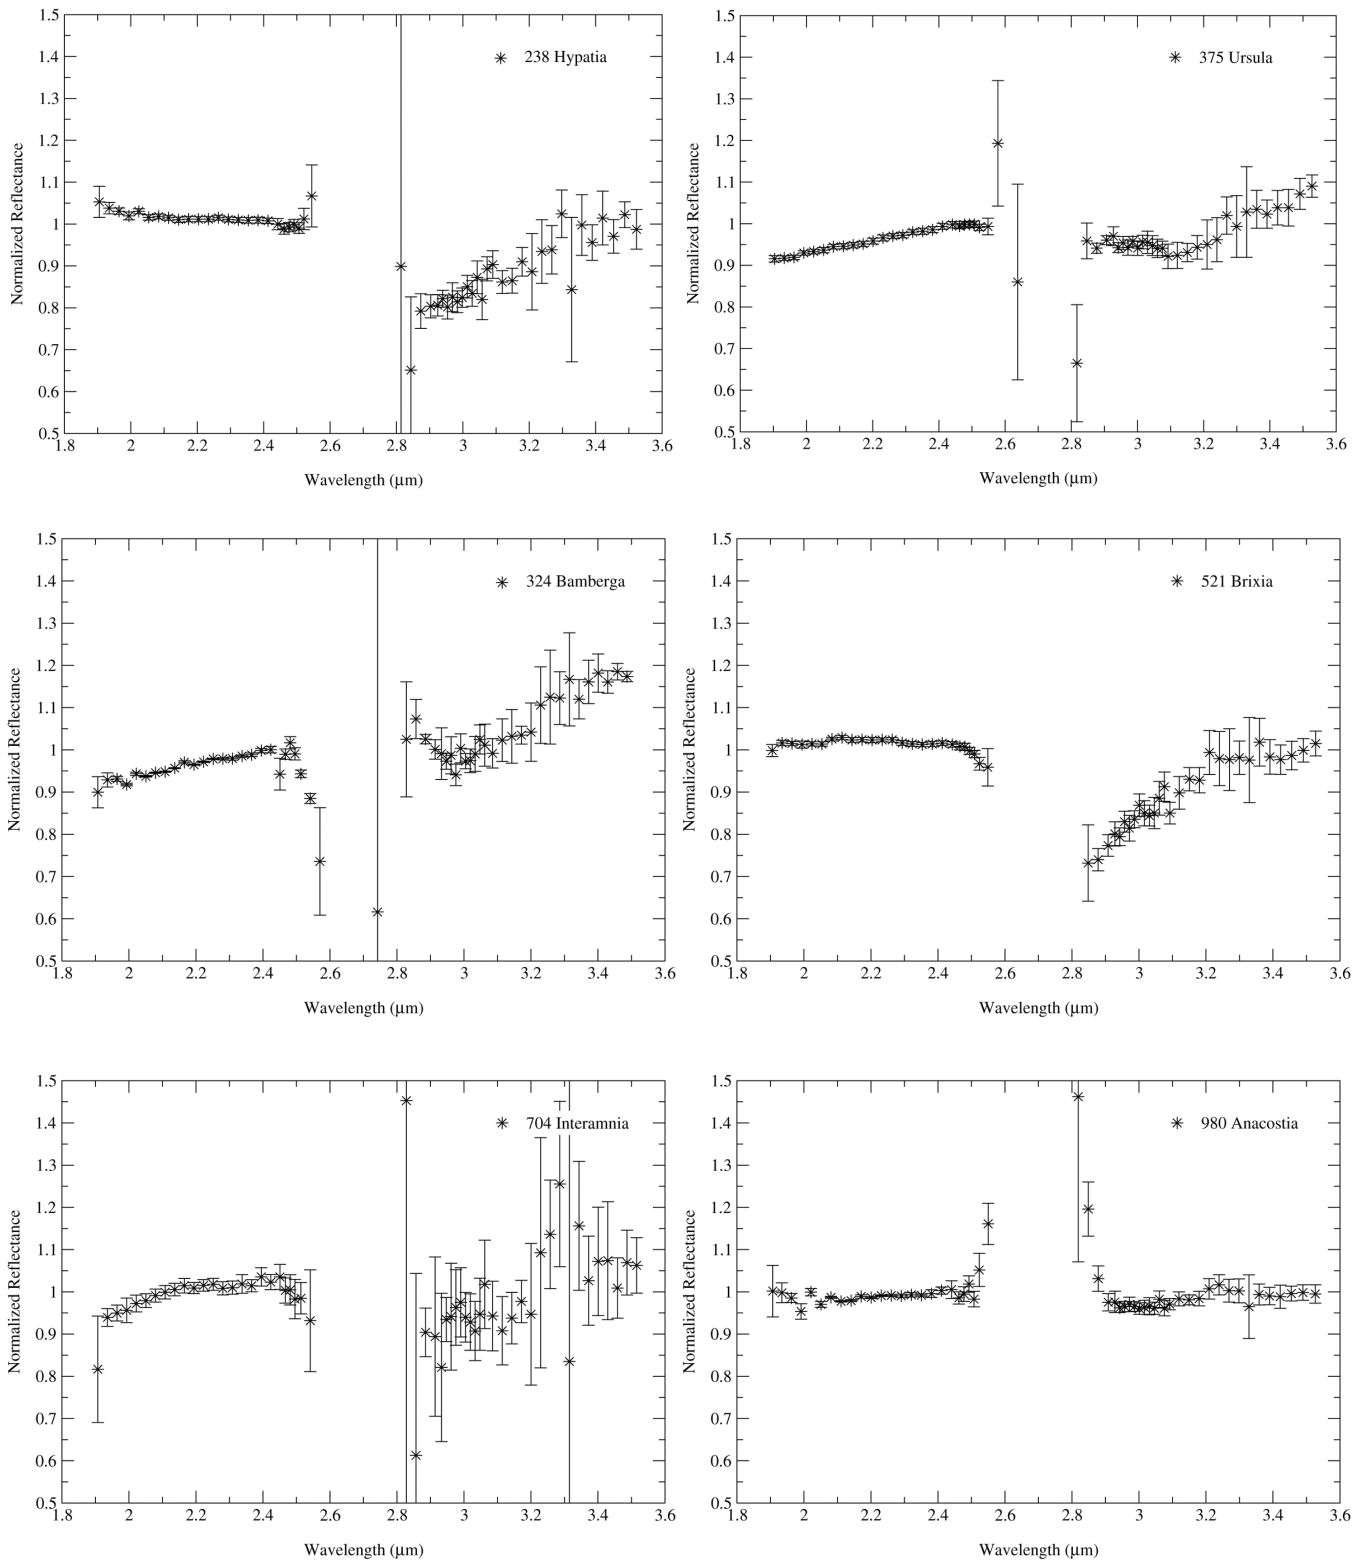 238 Hypatia
1.5
1.4
1.3
1.2
1.1
1
0.9
0.8
0.7
0.6
0.5
Normalized Reflectance
1.8 2 2.2 2.4 2.6 2.8 3 3.2 3.4 3.6
Wavelength (μm)
375 Ursula
1.5
1.4
1.3
1.2
1.1
1
0.9
0.8
0.7
0.6
0.5
Normalized Reflectance
1.8 2 2.2 2.4 2.6 2.8 3 3.2 3.4 3.6
Wavelength (μm)
324 Bamberga
1.5
1.4
1.3
1.2
1.1
1
0.9
0.8
0.7
0.6
0.5
Normalized Reflectance
1.8 2 2.2 2.4 2.6 2.8 3 3.2 3.4 3.6
Wavelength (μm)
521 Brixia
1.5
1.4
1.3
1.2
1.1
1
0.9
0.8
0.7
0.6
0.5
Normalized Reflectance
1.8 2 2.2 2.4 2.6 2.8 3 3.2 3.4 3.6
Wavelength (μm)
704 Interamnia
1.5
1.4
1.3
1.2
1.1
1
0.9
0.8
0.7
0.6
0.5
Normalized Reflectance
1.8 2 2.2 2.4 2.6 2.8 3 3.2 3.4 3.6
Wavelength (μm)
980 Anacostia
1.5
1.4
1.3
1.2
1.1
1
0.9
0.8
0.7
0.6
0.5
Normalized Reflectance
1.8 2 2.2 2.4 2.6 2.8 3 3.2 3.4 3.6
Wavelength (μm)